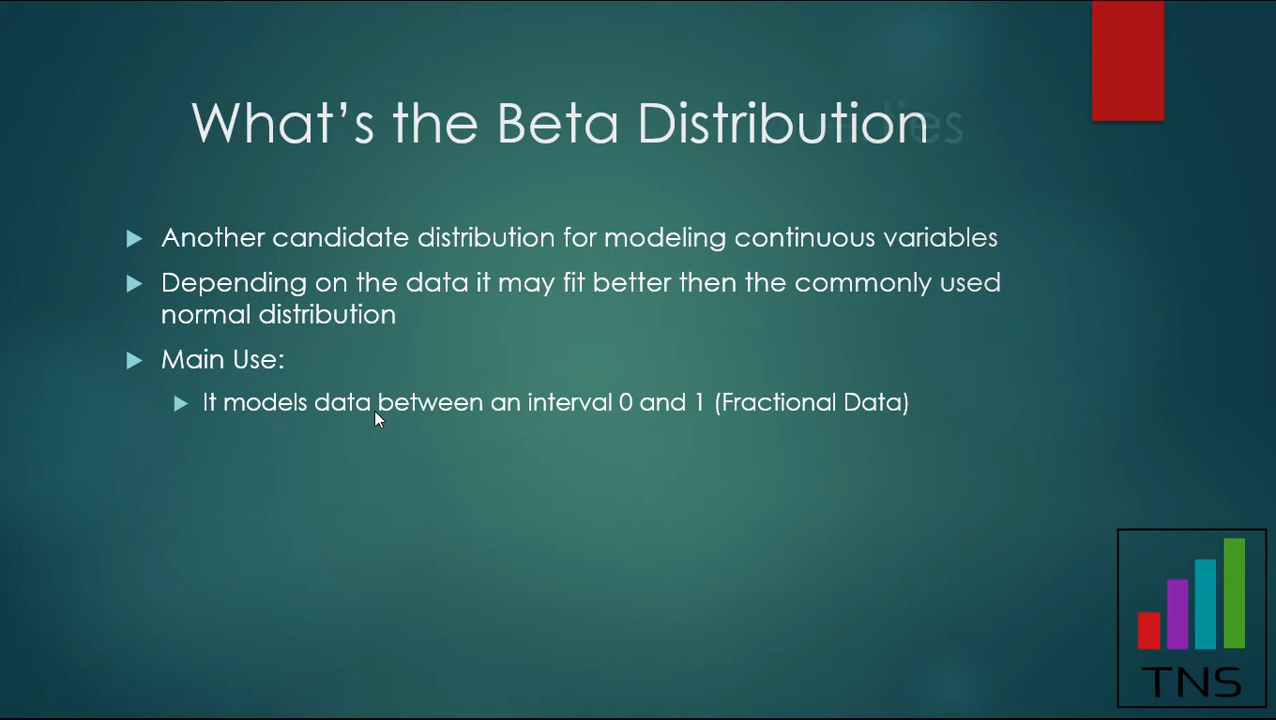 What's the Beta Distribution
Another candidate distribution for modeling continuous variables
Depending on the data it may fit better then the commonly used
normal distribution
Main Use:
It models data between an interval 0 and 1 (Fractional Data)
TNS